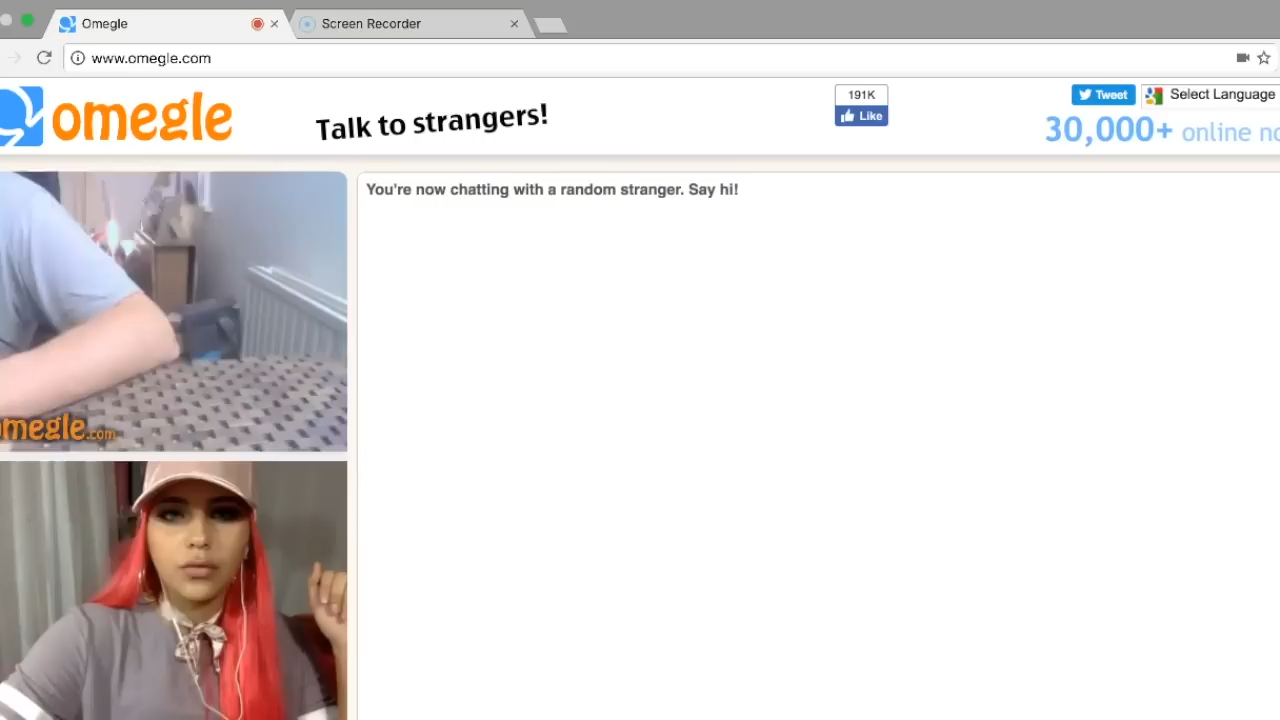 Omegle
Screen Recorder
www.omegle.com
omegle
Talk to strangers!
191K
Like
Tweet
Select Language
30,000+ online
You're now chatting with a random stranger. Say hi!
omegle.com